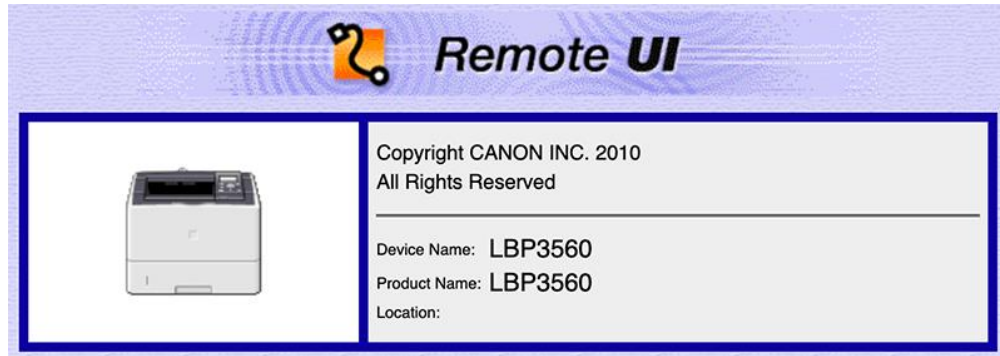 Remote UI
Copyright CANON INC. 2010
All Rights Reserved
Device Name: LBP3560
Product Name: LBP3560
Location: